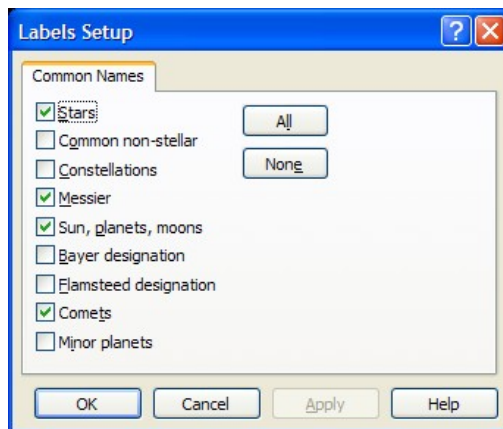 Labels Setup
Common Names
Stars
All
Common non-stellar
Constellations
None
Messier
Sun, planets, moons
Bayer designation
Flamsteed designation
Comets
Minor planets
OK Cancel Apply Help